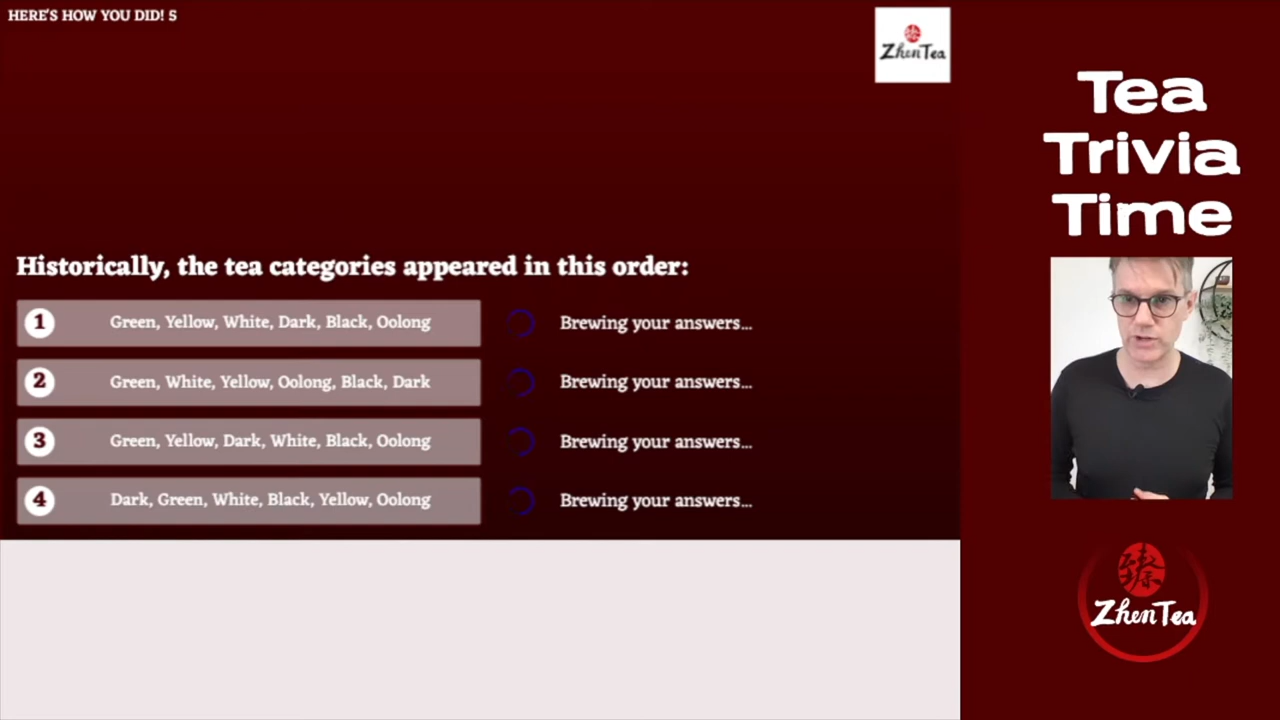 HERE'S HOW YOU DID! 5
ZhenTea
Historically, the tea categories appeared in this order:
1 Green, Yellow, White, Dark, Black, Oolong Brewing your answers...
2 Green, White, Yellow, Oolong, Black, Dark Brewing your answers...
3 Green, Yellow, Dark, White, Black, Oolong Brewing your answers...
4 Dark, Green, White, Black, Yellow, Oolong Brewing your answers...
Tea
Trivia
Time
臻
ZhenTea